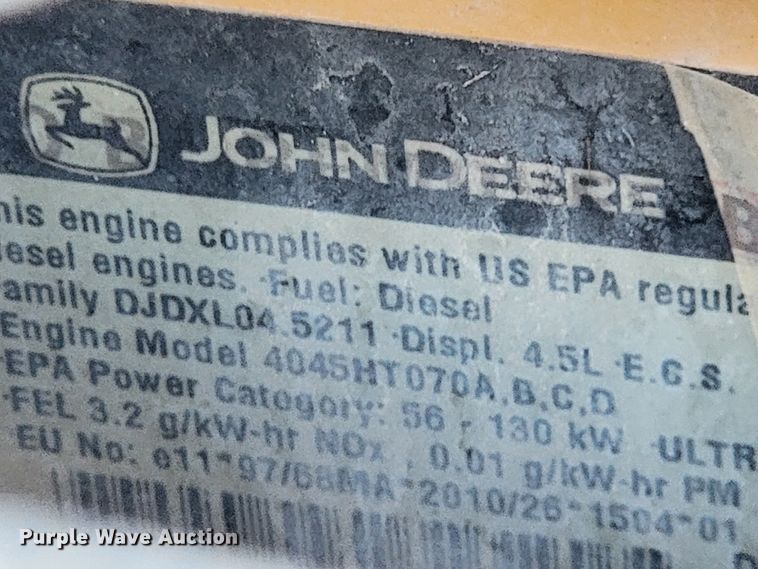 JOHN DEERE
his engine complies with US EPA regula
iesel engines. ·Fuel: Diesel
amily DJDXL04.5211 ·Displ. 4.5L ·E.C.S.
Engine Model 4045HT070A,B,C,D
·EPA Power Category: 56 - 130 kW ·ULTR
·FEL 3.2 g/kW-hr NOx , 0.01 g/kW-hr PM
EU No: e11*97/68MA*2010/26*1504*01
Purple Wave Auction